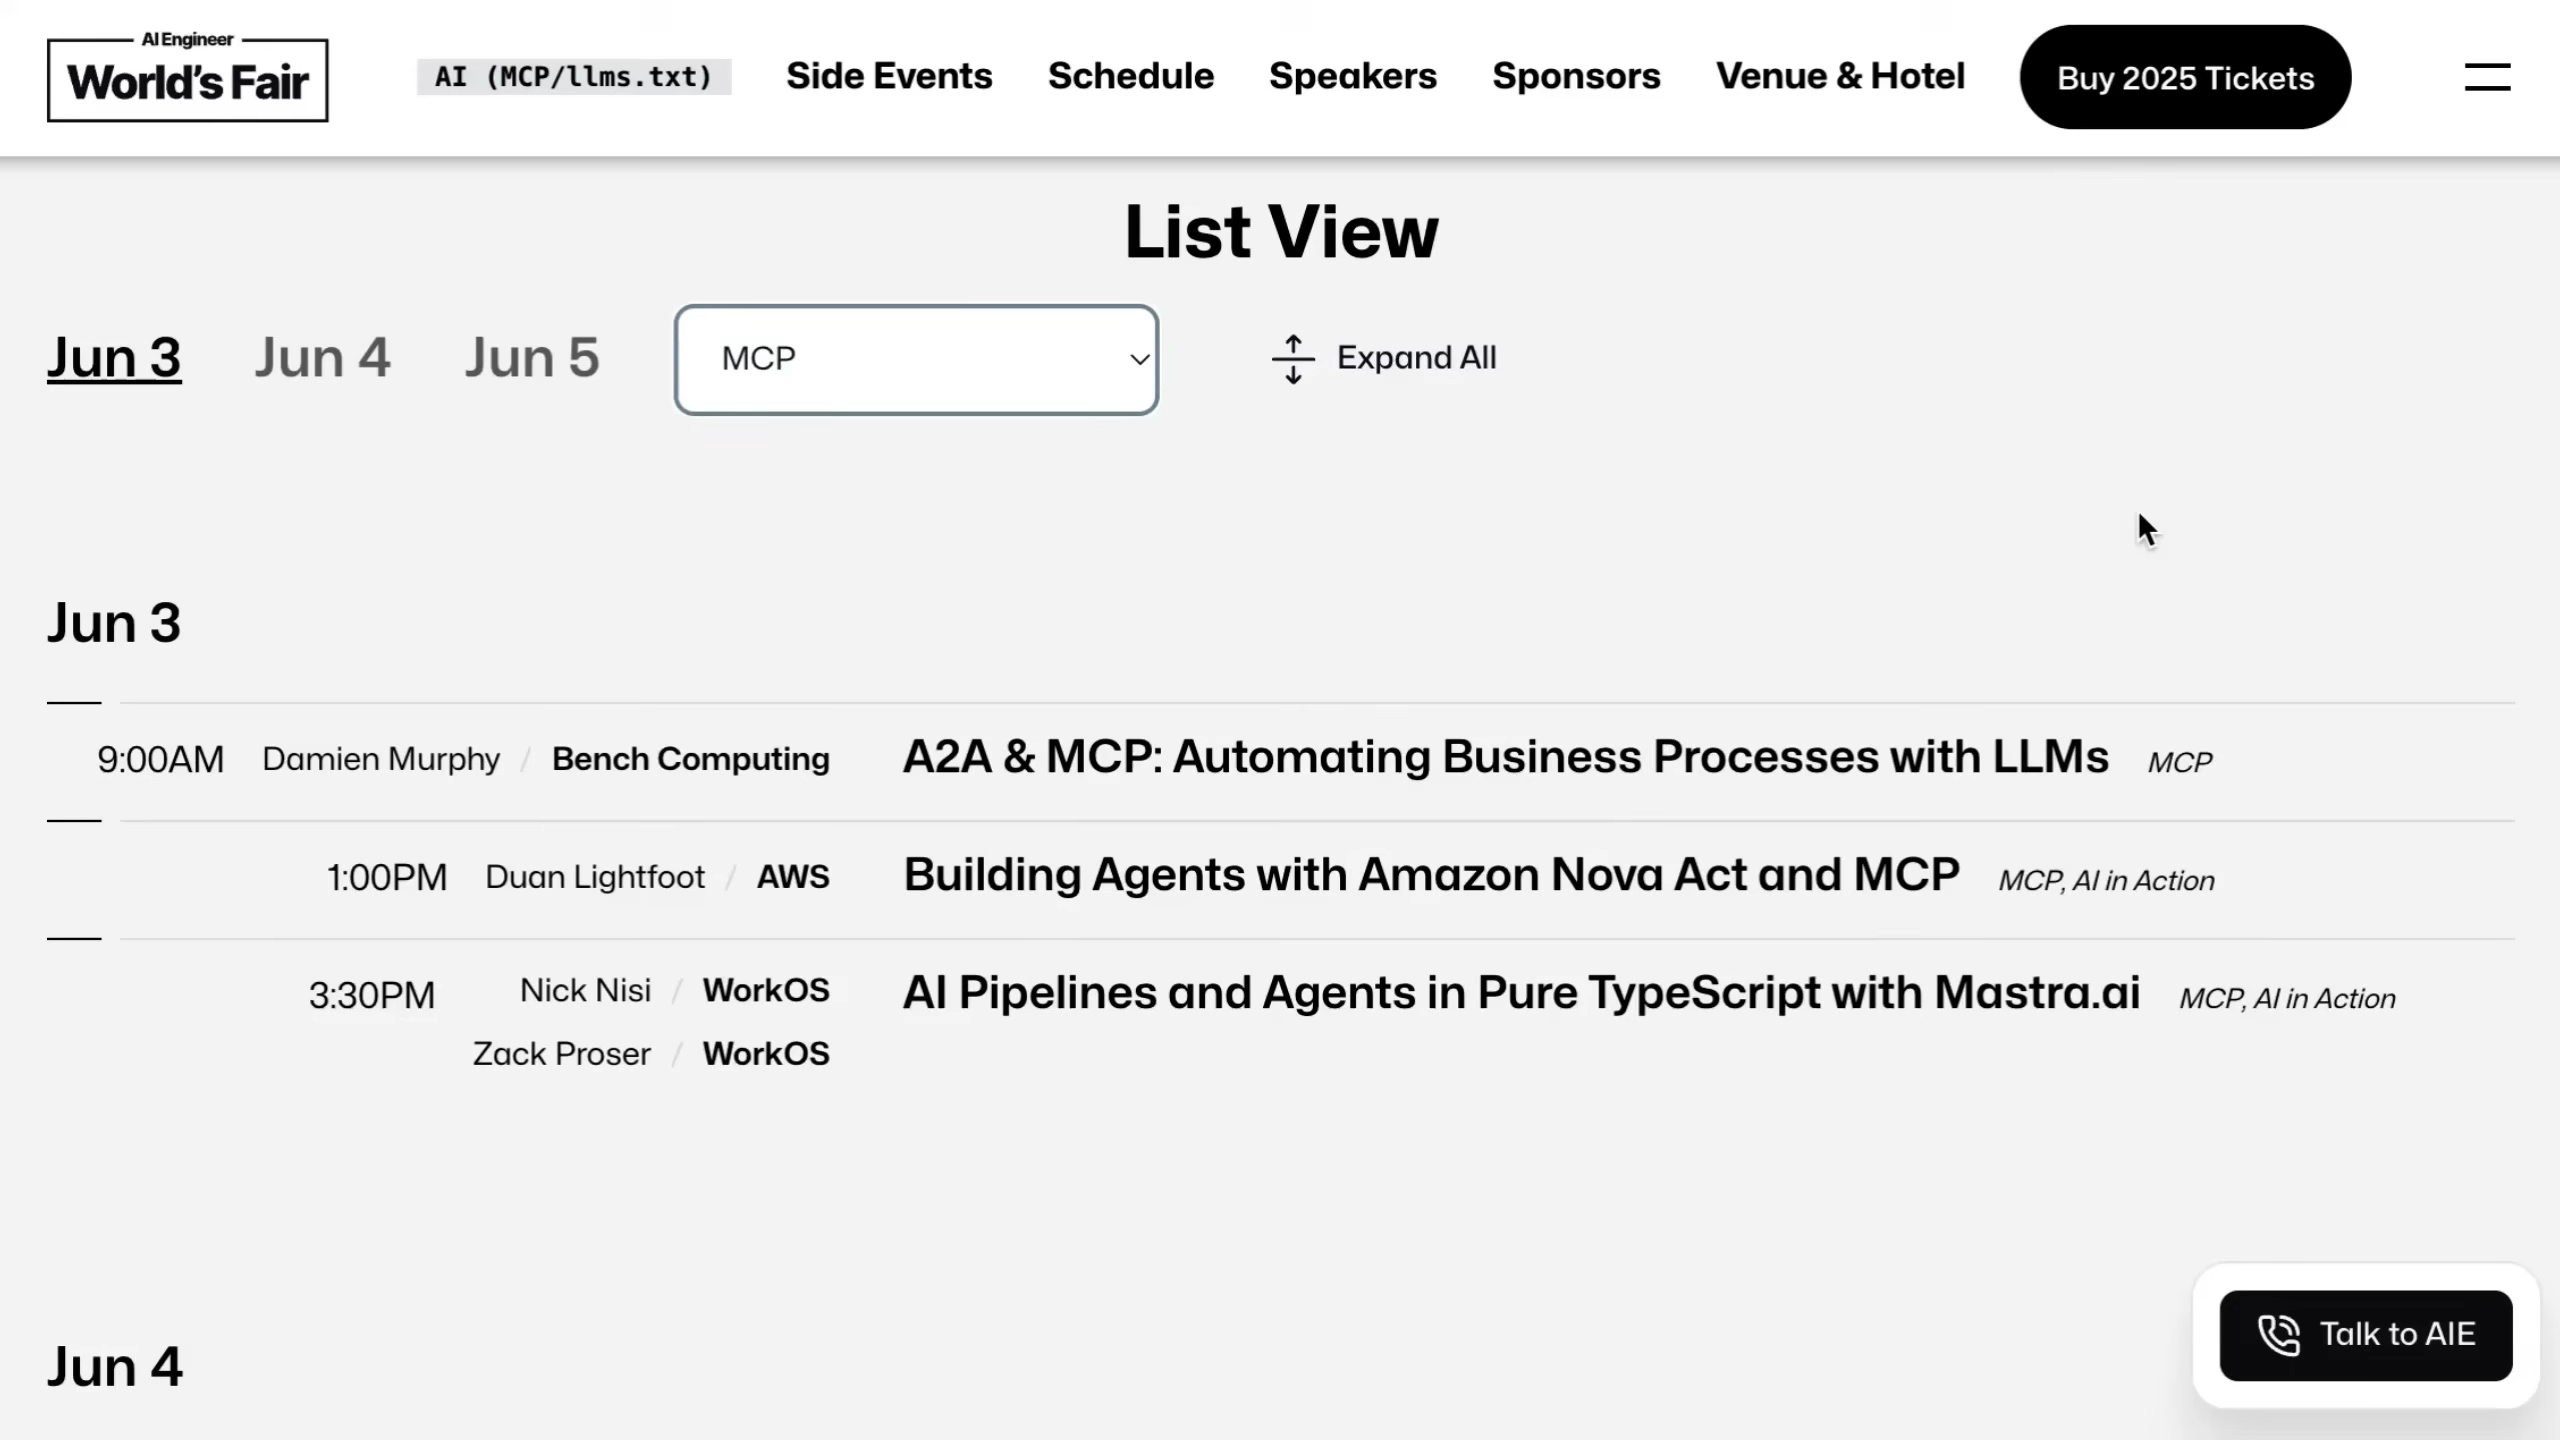 AI Engineer
World's Fair
AI (MCP/llms.txt)
Side Events
Schedule
Speakers
Sponsors
Venue & Hotel
Buy 2025 Tickets
List View
Jun 3
Jun 4
Jun 5
MCP
Expand All
Jun 3
9:00AM Damien Murphy / Bench Computing A2A & MCP: Automating Business Processes with LLMs MCP
1:00PM Duan Lightfoot / AWS Building Agents with Amazon Nova Act and MCP MCP, AI in Action
3:30PM Nick Nisi / WorkOS AI Pipelines and Agents in Pure TypeScript with Mastra.ai MCP, AI in Action
Zack Proser / WorkOS
Jun 4
Talk to AIE